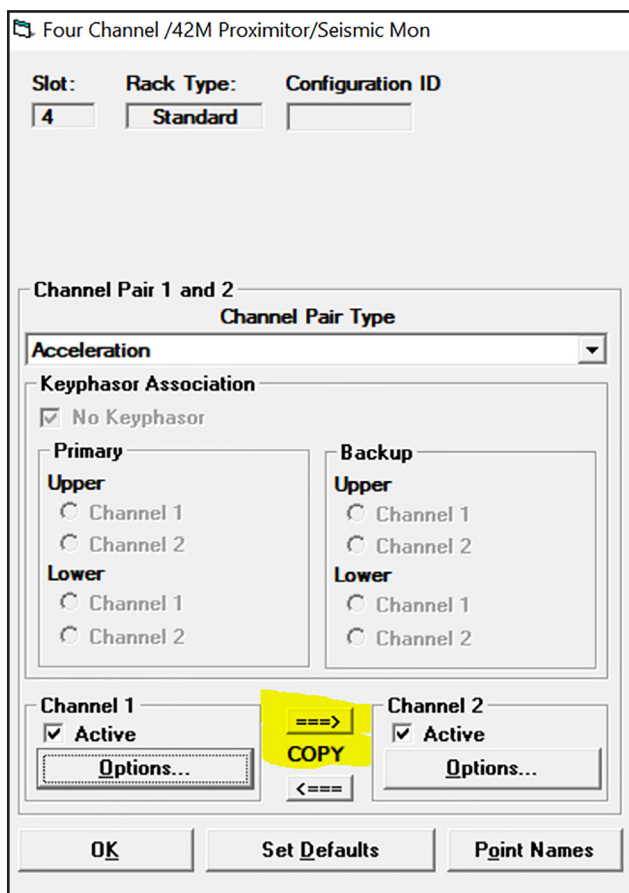 Four Channel /42M Proximitor/Seismic Mon
Slot: Rack Type: Configuration ID
4 Standard
Channel Pair 1 and 2
Channel Pair Type
Acceleration
Keyphasor Association
No Keyphasor
Primary
Upper
Channel 1
Channel 2
Lower
Channel 1
Channel 2
Backup
Upper
Channel 1
Channel 2
Lower
Channel 1
Channel 2
Channel 1
Active
Options...
===>
COPY
<===
Channel 2
Active
Options...
OK Set Defaults Point Names